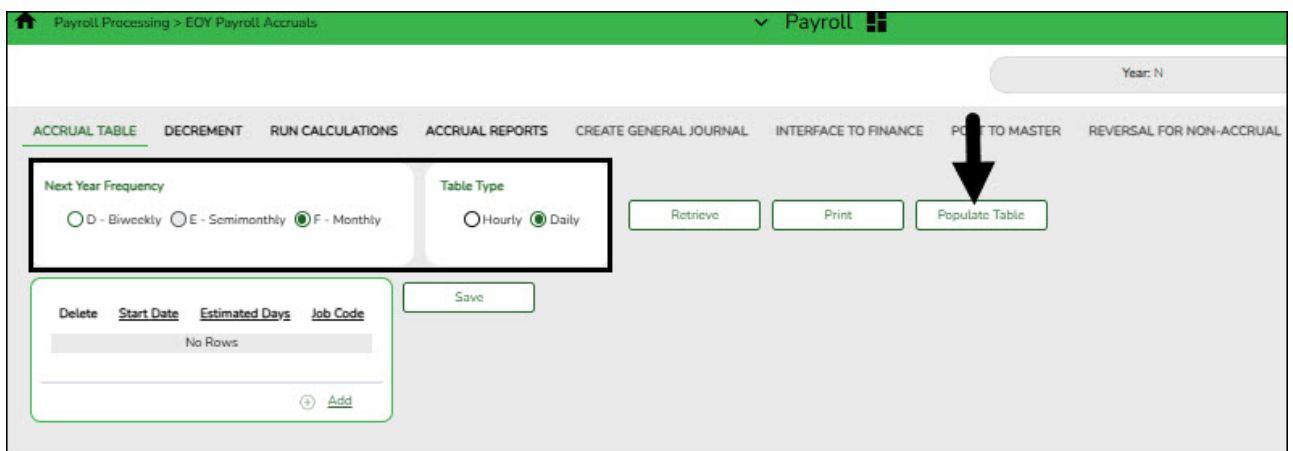 Payroll Processing > EOY Payroll Accruals
Payroll
Year: N
ACCRUAL TABLE DECREMENT RUN CALCULATIONS ACCRUAL REPORTS CREATE GENERAL JOURNAL INTERFACE TO FINANCE TO MASTER REVERSAL FOR NON-ACCRUAL
Next Year Frequency Table Type
D - Biweekly E - Semimonthly F - Monthly Hourly Daily Retrieve Print Populate Table
Save
Delete Start Date Estimated Days Job Code
No Rows
Add